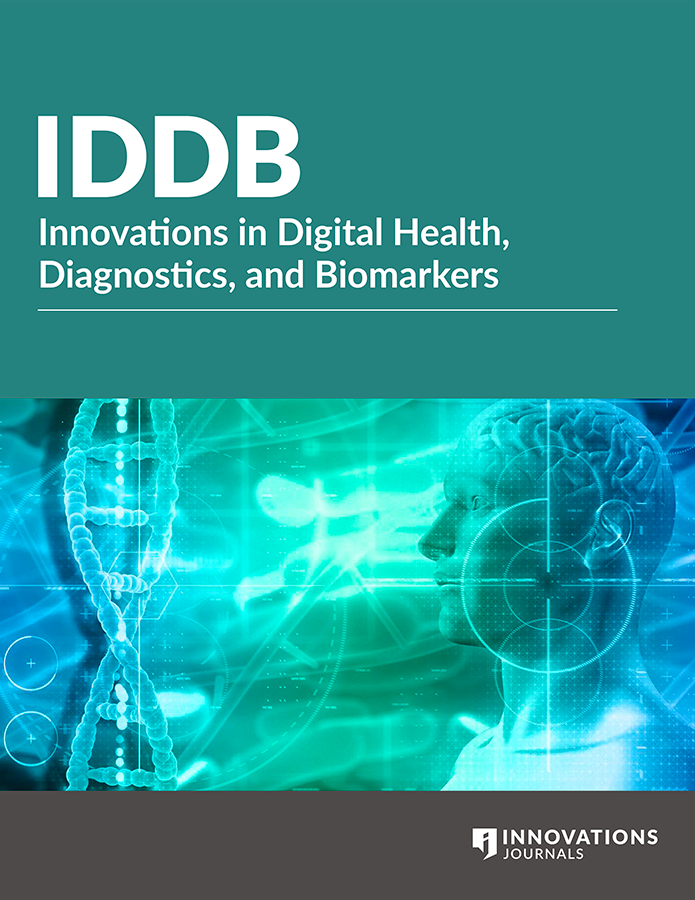 IDDB
Innovations in Digital Health,
Diagnostics, and Biomarkers
INNOVATIONS
JOURNALS